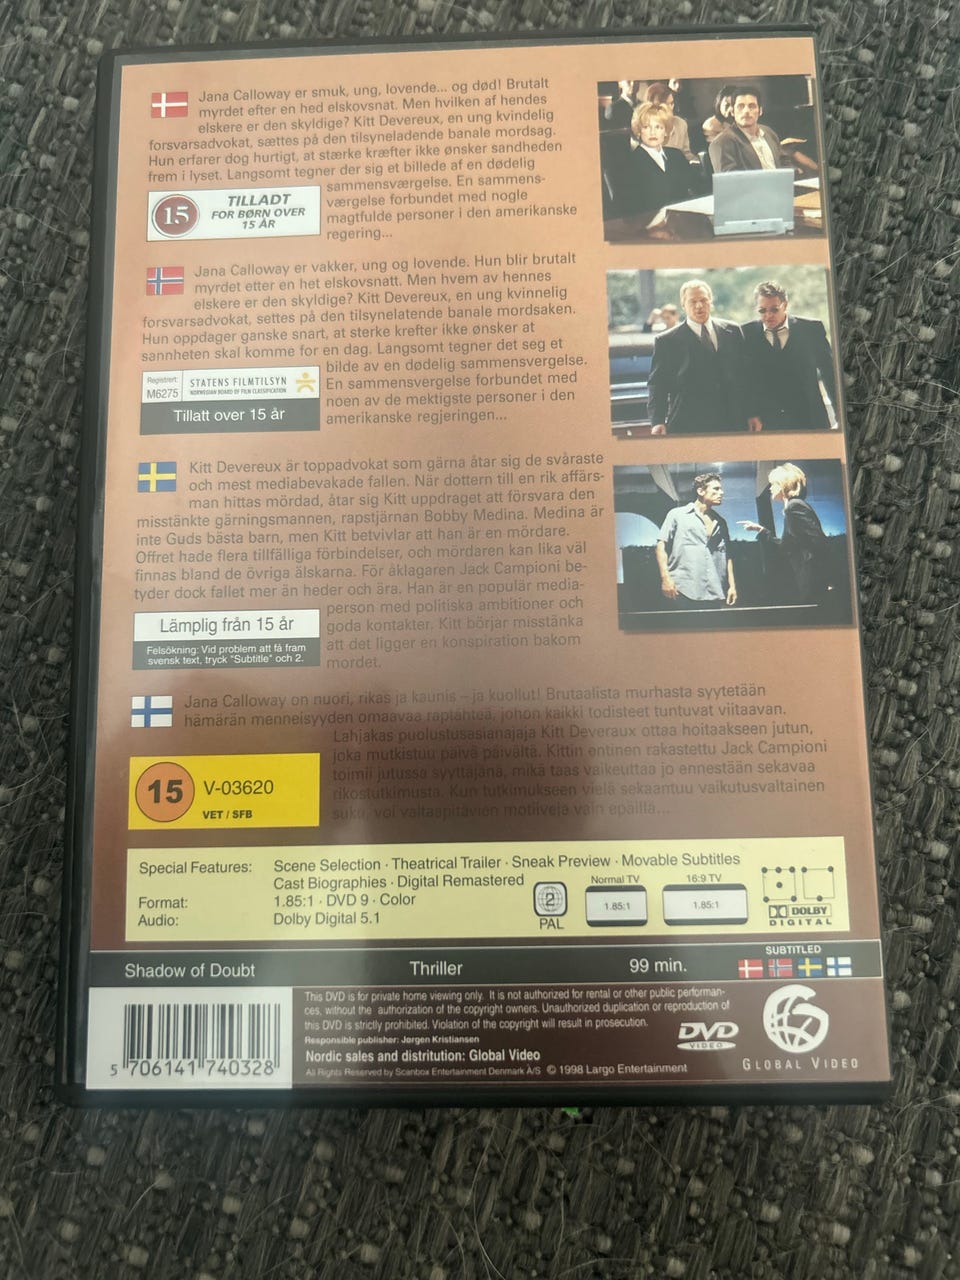 Jana Calloway er smuk, ung, lovende... og død! Brutalt
myrdet efter en hed elskovsnat. Men hvilken af hendes
elskere er den skyldige? Kitt Devereux, en ung kvindelig
forsvarsadvokat, sættes på den tilsyneladende banale mordsag.
Hun erfarer dog hurtigt, at stærke kræfter ikke ønsker sandheden
frem i lyset. Langsomt tegner der sig et billede af en dødelig
sammensværgelse. En sammens-
værgelse forbundet med nogle
magtfulde personer i den amerikanske
regering...
15
TILLADT
FOR BØRN OVER
15 ÅR
Jana Calloway er vakker, ung og lovende. Hun blir brutalt
myrdet etter en het elskovsnatt. Men hvem av hennes
elskere er den skyldige? Kitt Devereux, en ung kvinnelig
forsvarsadvokat, settes på den tilsynelatende banale mordsaken.
Hun oppdager ganske snart, at sterke krefter ikke ønsker at
sannheten skal komme for en dag. Langsomt tegner det seg et
bilde av en dødelig sammensvergelse.
En sammensvergelse forbundet med
noen av de mektigste personer i den
amerikanske regjeringen...
Registrert:
M6275
STATENS FILMTILSYN
NORWEGIAN BOARD OF FILM CLASSIFICATION
Tillatt over 15 år
Kitt Devereux är toppadvokat som gärna åtar sig de svåraste
och mest mediabevakade fallen. När dottern till en rik affärs-
man hittas mördad, åtar sig Kitt uppdraget att försvara den
misstänkte gärningsmannen, rapstjärnan Bobby Medina. Medina är
inte Guds bästa barn, men Kitt betvivlar att han är en mördare.
Offret hade flera tillfälliga förbindelser, och mördaren kan lika väl
finnas bland de övriga älskarna. För åklagaren Jack Campioni be-
tyder dock fallet mer än heder och ära. Han är en populär media-
person med politiska ambitioner och
goda kontakter. Kitt börjar misstänka
att det ligger en konspiration bakom
mordet.
Lämplig från 15 år
Felsökning: Vid problem att få fram
svensk text, tryck "Subtitle" och 2.
Jana Calloway on nuori, rikas ja kaunis – ja kuollut! Brutaalista murhasta syytetään
hämärän menneisyyden omaavaa raptähteä, johon kaikki todisteet tuntuvat viitaavan.
Lahjakas puolustusasianajaja Kitt Deveraux ottaa hoitaakseen jutun,
joka mutkistuu päivä päivältä. Kittin entinen rakastettu Jack Campioni
toimii jutussa syyttäjänä, mikä taas vaikeuttaa jo ennestään sekavaa
rikostutkimusta. Kun tutkimukseen vielä sekaantuu vaikutusvaltainen
suku, voi valtaapitävien motiiveja vain epäillä...
15
V-03620
VET / SFB
Special Features: Scene Selection · Theatrical Trailer · Sneak Preview · Movable Subtitles
Cast Biographies · Digital Remastered
Format: 1.85:1 · DVD 9 · Color
Audio: Dolby Digital 5.1
2
PAL
Normal TV
1.85:1
16:9 TV
1.85:1
DOLBY
DIGITAL
Shadow of Doubt Thriller 99 min.
SUBTITLED
5 706141 740328
This DVD is for private home viewing only. It is not authorized for rental or other public performan-
ces, without the authorization of the copyright owners. Unauthorized duplication or reproduction of
this DVD is strictly prohibited. Violation of the copyright will result in prosecution.
Responsible publisher: Jørgen Kristiansen
Nordic sales and distribution: Global Video
All Rights Reserved by Scanbox Entertainment Denmark A/S © 1998 Largo Entertainment
DVD
VIDEO
GLOBAL VIDEO